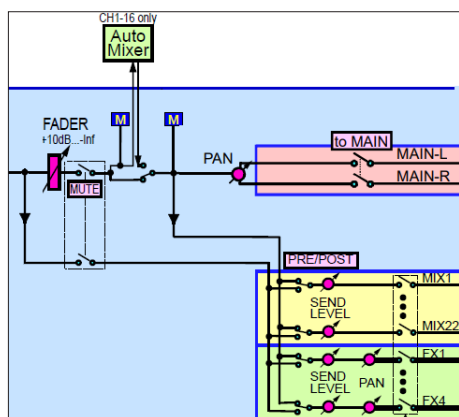 CH1-16 only
Auto
Mixer
M
M
FADER
+10dB...-Inf
MUTE
PAN
to MAIN
MAIN-L
MAIN-R
PRE/POST
SEND
LEVEL
MIX1
MIX22
SEND
LEVEL
PAN
FX1
FX4